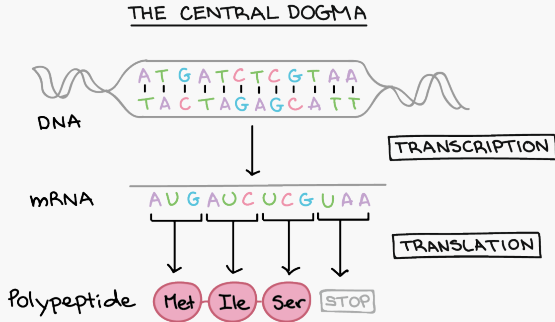 THE CENTRAL DOGMA
ATGATCTCGTAA
TACTAGAGCATT
DNA
TRANSCRIPTION
mRNA AUGAUCUCGUAA
TRANSLATION
Polypeptide Met Ile Ser STOP